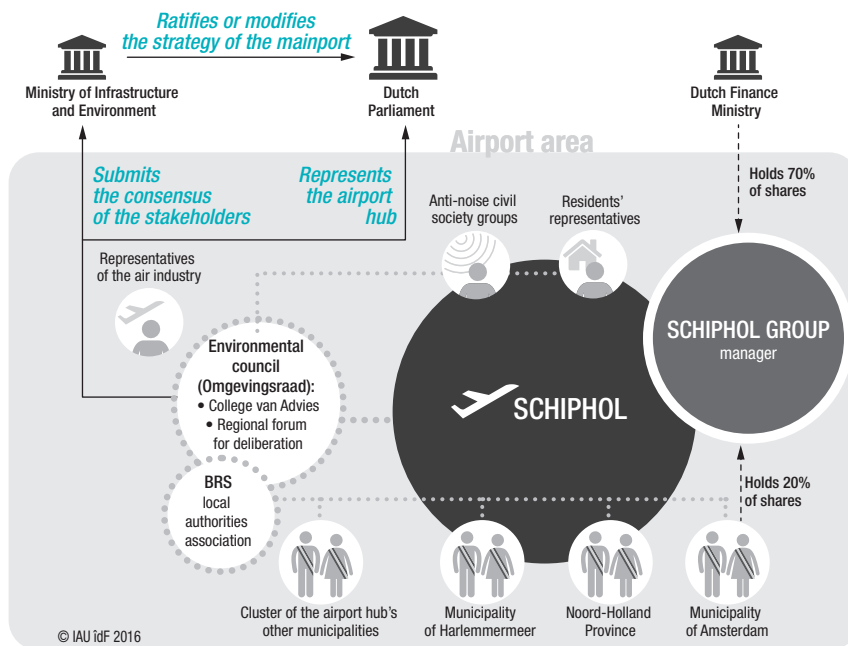 Ratifies or modifies
the strategy of the mainport
Ministry of Infrastructure
and Environment
Dutch
Parliament
Dutch Finance
Ministry
Airport area
Holds 70%
of shares
Submits
the consensus
of the stakeholders
Represents
the airport
hub
Anti-noise civil
society groups
Residents'
representatives
Representatives
of the air industry
SCHIPHOL GROUP
manager
Environmental
council
(Omgevingsraad):
• College van Advies
• Regional forum
for deliberation
SCHIPHOL
BRS
local
authorities
association
Holds 20%
of shares
Cluster of the airport hub's
other municipalities
Municipality
of Harlemmermeer
Noord-Holland
Province
Municipality
of Amsterdam
© IAU îdF 2016